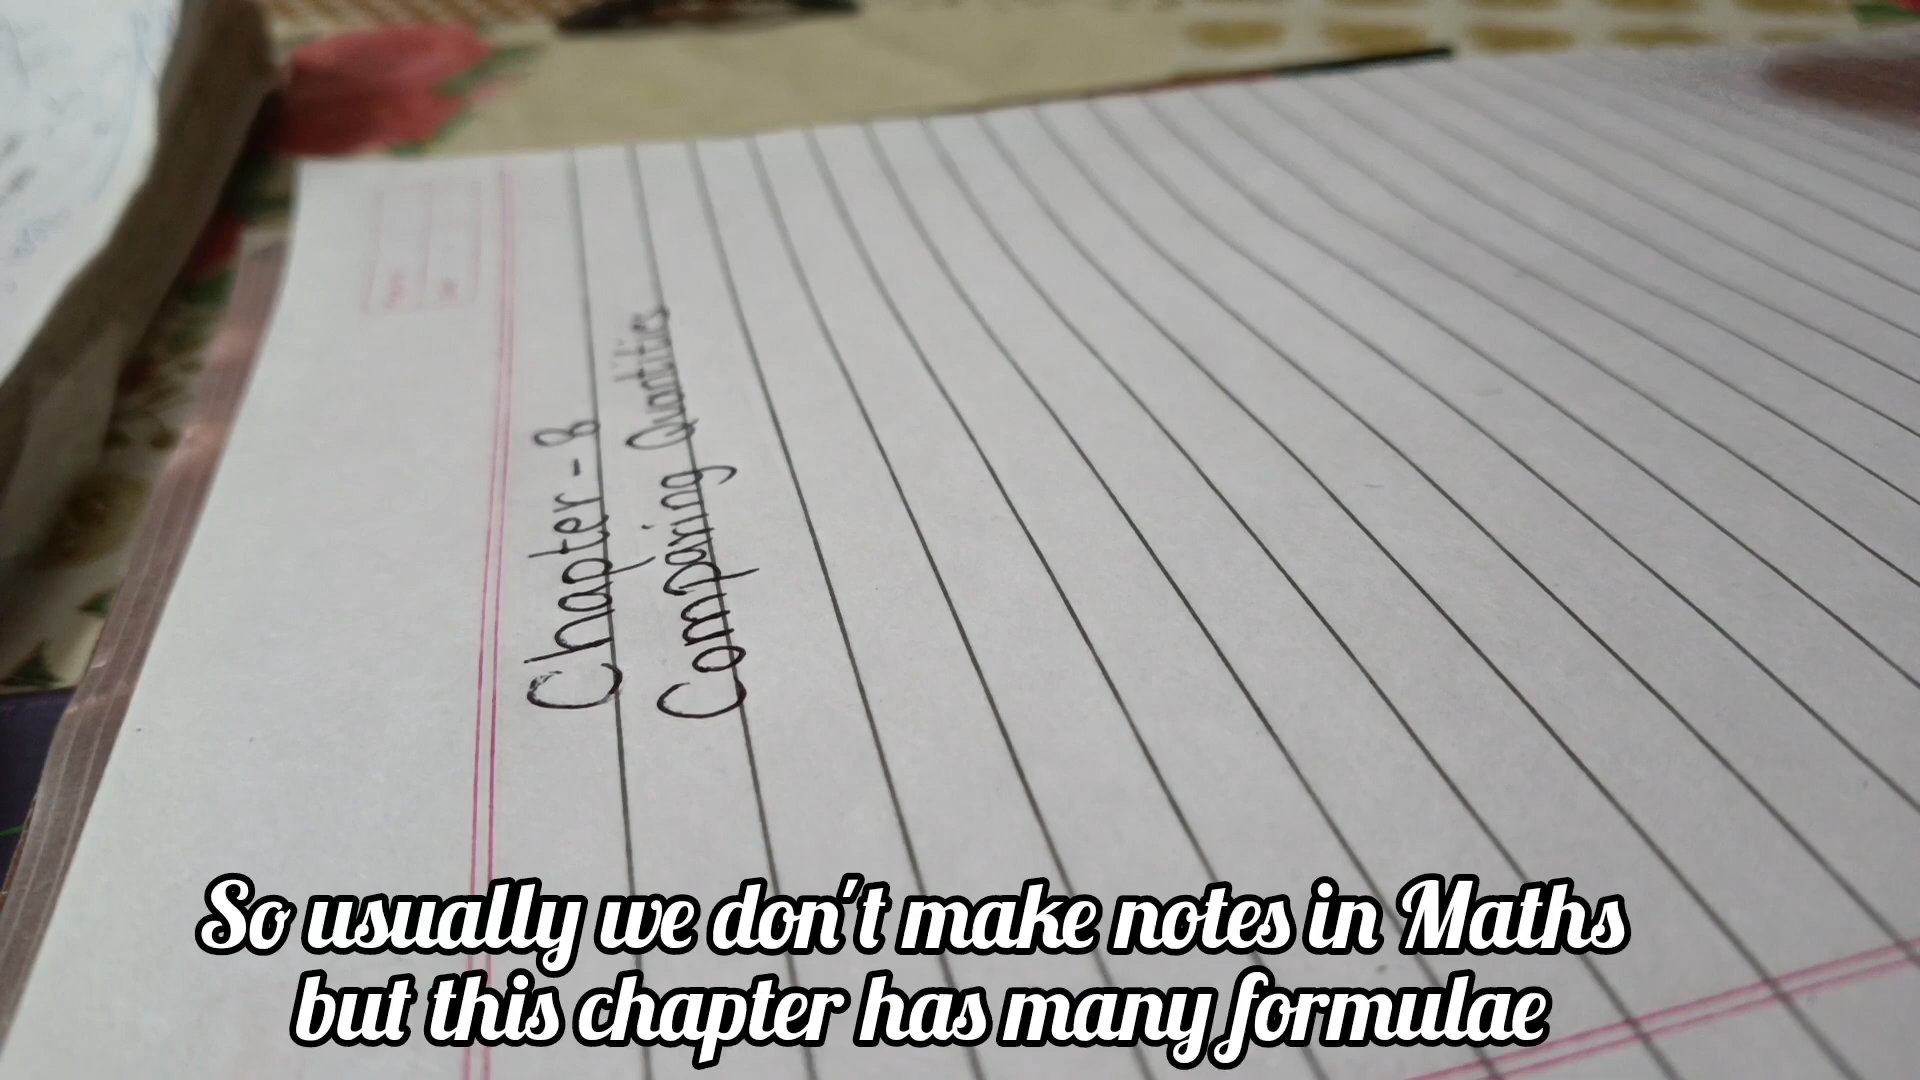 Chapter - 8
Comparing Quantities
So usually we don't make notes in Maths
but this chapter has many formulae